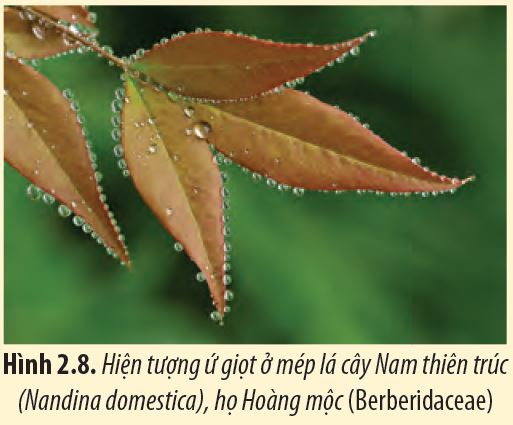 Hình 2.8. Hiện tượng ứ giọt ở mép lá cây Nam thiên trúc
(Nandina domestica), họ Hoàng mộc (Berberidaceae)